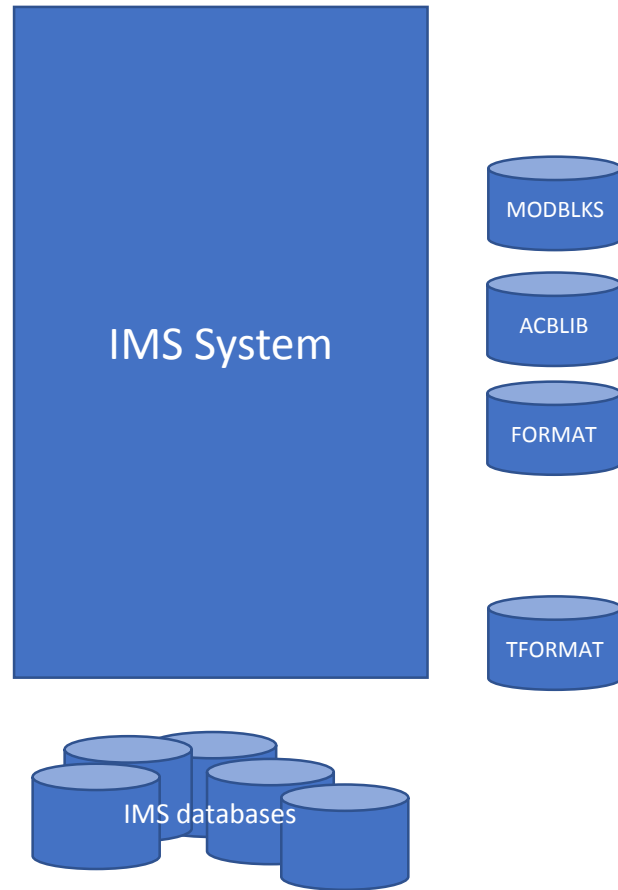 MODBLKS
IMS System
ACBLIB
FORMAT
TFORMAT
IMS databases